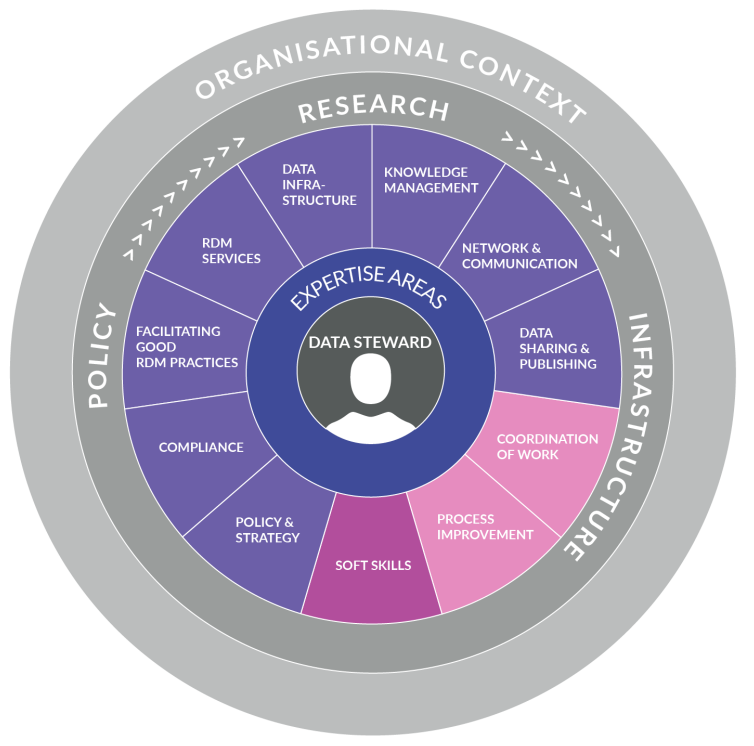 ORGANISATIONAL CONTEXT
RESEARCH
>>>>>>>>>>
>>>>>>>>>>
POLICY
INFRASTRUCTURE
DATA
INFRA-
STRUCTURE
KNOWLEDGE
MANAGEMENT
RDM
SERVICES
NETWORK &
COMMUNICATION
EXPERTISE AREAS
DATA STEWARD
FACILITATING
GOOD
RDM PRACTICES
DATA
SHARING &
PUBLISHING
COMPLIANCE
COORDINATION
OF WORK
POLICY &
STRATEGY
PROCESS
IMPROVEMENT
SOFT SKILLS